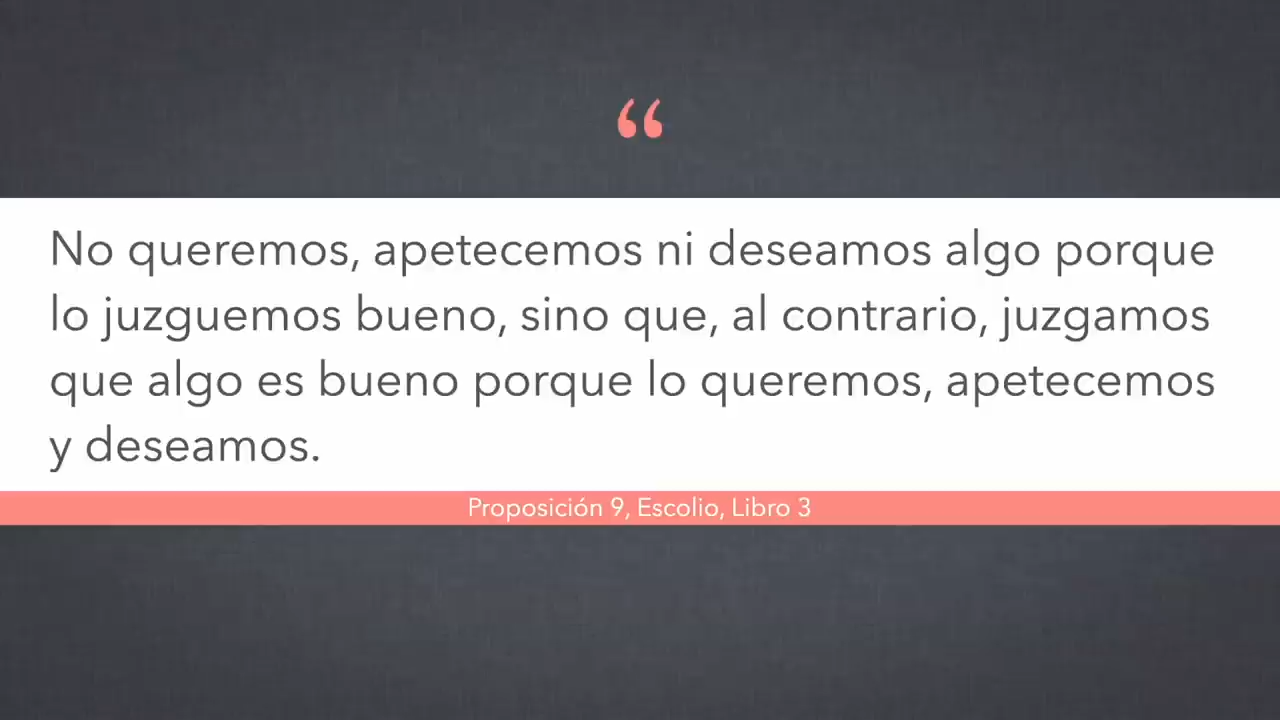 “
No queremos, apetecemos ni deseamos algo porque
lo juzguemos bueno, sino que, al contrario, juzgamos
que algo es bueno porque lo queremos, apetecemos
y deseamos.
Proposición 9, Escolio, Libro 3